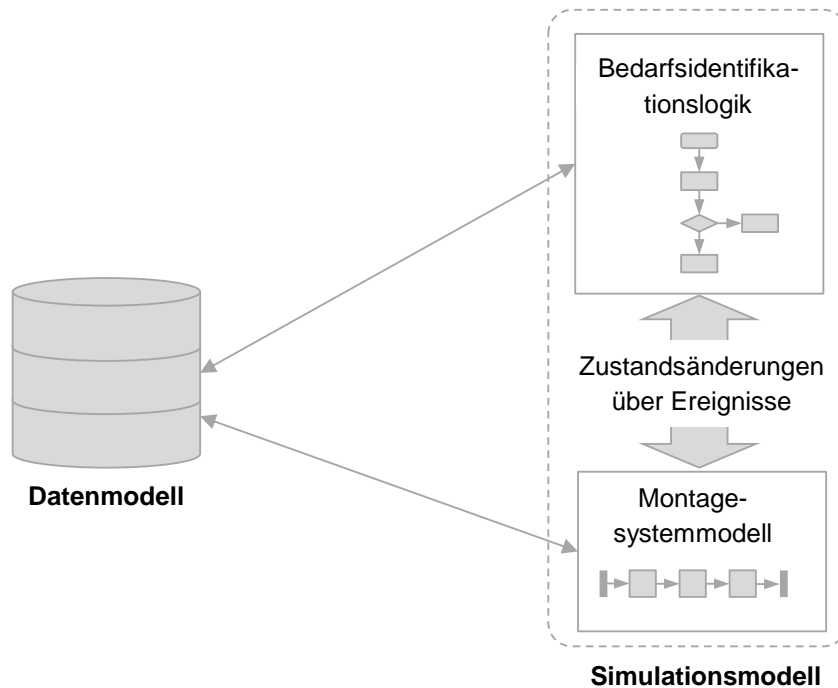 Bedarfsidentifika-
tionslogik
Zustandsänderungen
über Ereignisse
Datenmodell
Montage-
systemmodell
Simulationsmodell